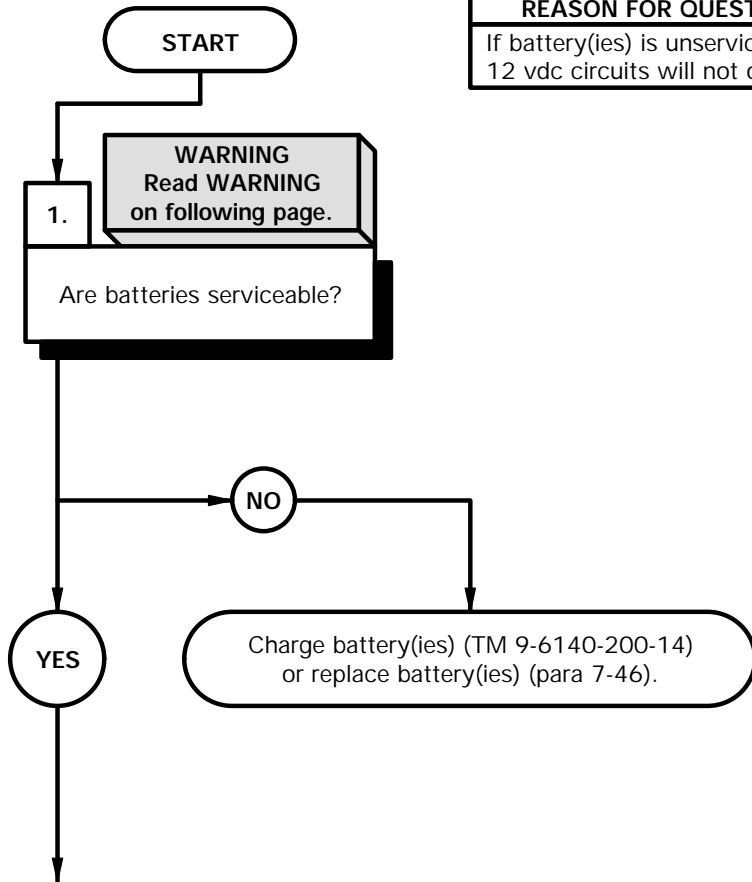 START
REASON FOR QUEST
If battery(ies) is
12 vdc circuits will not
WARNING
Read WARNING
on following page.
1.
Are batteries serviceable?
NO
YES
Charge battery(ies) (TM 9-6140-200-14)
or replace battery(ies) (para 7-46).